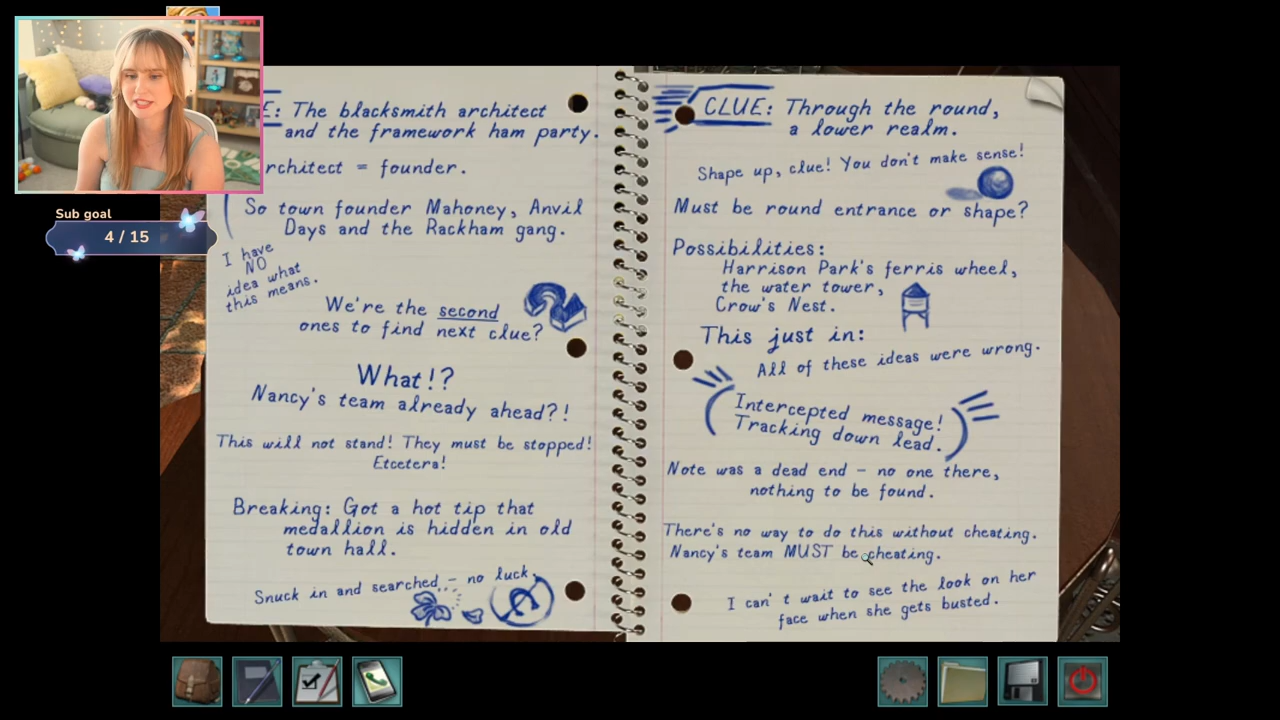 Sub goal
4 / 15
E: The blacksmith architect
and the framework ham party.
rchitect = founder.
So town founder Mahoney, Anvil
Days and the Rackham gang.
I have
NO
idea what
this means.
We're the second
ones to find next clue?
What!?
Nancy's team already ahead?!
This will not stand! They must be stopped!
Etcetera!
Breaking: Got a hot tip that
medallion is hidden in old
town hall.
Snuck in and searched - no luck.
CLUE: Through the round,
a lower realm.
Shape up, clue! You don't make sense!
Must be round entrance or shape?
Possibilities:
Harrison Park's ferris wheel,
the water tower,
Crow's Nest.
This just in:
All of these ideas were wrong.
Intercepted message!
Tracking down lead.
Note was a dead end - no one there,
nothing to be found.
There's no way to do this without cheating.
Nancy's team MUST be cheating.
I can't wait to see the look on her
face when she gets busted.